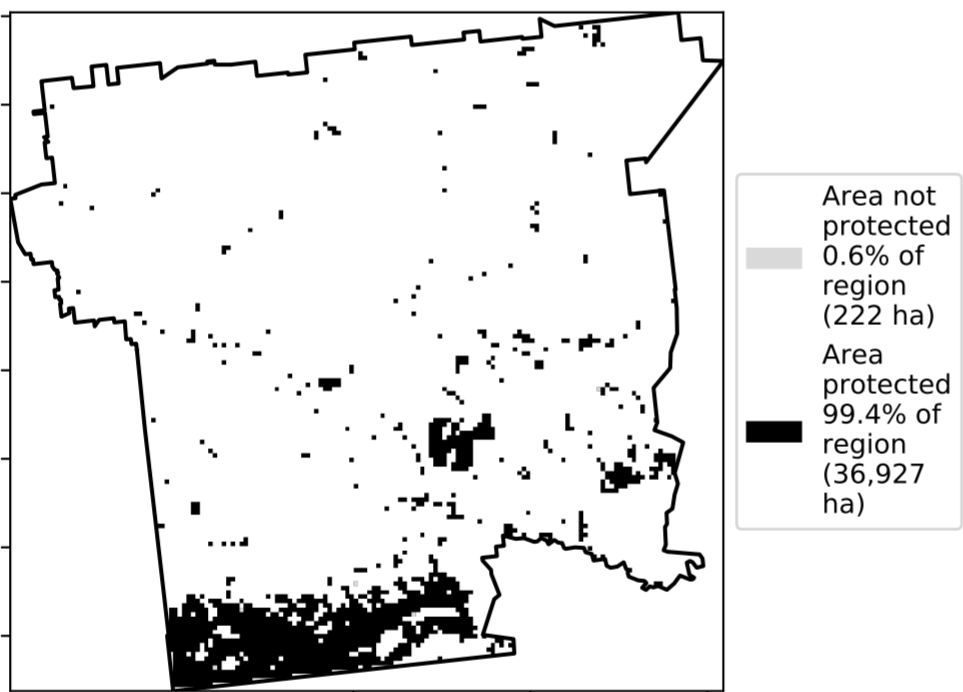 Area not
protected
0.6% of
region
(222 ha)
Area
protected
99.4% of
region
(36,927
ha)